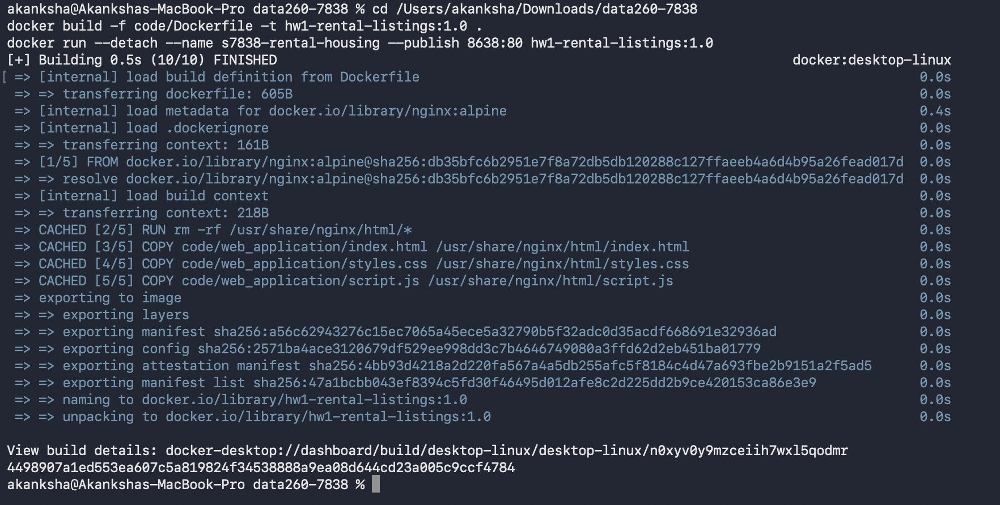 akanksha@Akankshas-MacBook-Pro data260-7838 % cd /Users/akanksha/Downloads/data260-7838
docker build -f code/Dockerfile -t hw1-rental-listings:1.0 .
docker run --detach --name s7838-rental-housing --publish 8638:80 hw1-rental-listings:1.0
[+] Building 0.5s (10/10) FINISHED docker:desktop-linux
[ => [internal] load build definition from Dockerfile 0.0s
=> => transferring dockerfile: 605B 0.0s
=> [internal] load metadata for docker.io/library/nginx:alpine 0.4s
=> [internal] load .dockerignore 0.0s
=> => transferring context: 161B 0.0s
=> [1/5] FROM docker.io/library/nginx:alpine@sha256:db35bfc6b2951e7f8a72db5db120288c127ffaeeb4a6d4b95a26fead017d 0.0s
=> => resolve docker.io/library/nginx:alpine@sha256:db35bfc6b2951e7f8a72db5db120288c127ffaeeb4a6d4b95a26fead017d 0.0s
=> [internal] load build context 0.0s
=> => transferring context: 218B 0.0s
=> CACHED [2/5] RUN rm -rf /usr/share/nginx/html/* 0.0s
=> CACHED [3/5] COPY code/web_application/index.html /usr/share/nginx/html/index.html 0.0s
=> CACHED [4/5] COPY code/web_application/styles.css /usr/share/nginx/html/styles.css 0.0s
=> CACHED [5/5] COPY code/web_application/script.js /usr/share/nginx/html/script.js 0.0s
=> exporting to image 0.0s
=> => exporting layers 0.0s
=> => exporting manifest sha256:a56c62943276c15ec7065a45ece5a32790b5f32adc0d35acdf668691e32936ad 0.0s
=> => exporting config sha256:2571ba4ace3120679df529ee998dd3c7b4646749080a3ffd62d2eb451ba01779 0.0s
=> => exporting attestation manifest sha256:4bb93d4218a2d220fa567a4a5db255afc5f8184c4d47a693fbe2b9151a2f5ad5 0.0s
=> => exporting manifest list sha256:47a1bcbb043ef8394c5fd30f46495d012afe8c2d225dd2b9ce420153ca86e3e9 0.0s
=> => naming to docker.io/library/hw1-rental-listings:1.0 0.0s
=> => unpacking to docker.io/library/hw1-rental-listings:1.0 0.0s
View build details: docker-desktop://dashboard/build/desktop-linux/desktop-linux/n0xyv0y9mzceiih7wxl5qodmr
4498907a1ed553ea607c5a819824f34538888a9ea08d644cd23a005c9ccf4784
akanksha@Akankshas-MacBook-Pro data260-7838 %